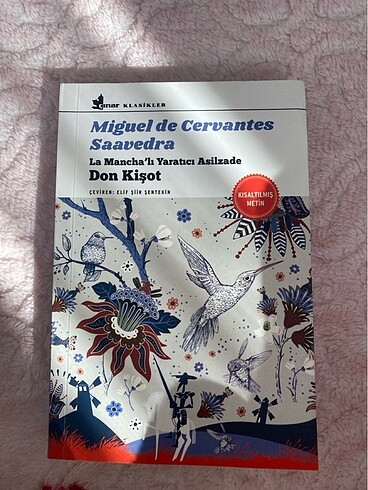 çınar KLASİKLER
Miguel de Cervantes
Saavedra
La Mancha'lı Yaratıcı Asilzade
Don Kişot
ÇEVİREN: ELİF ŞİİR ŞENTEKİN
KISALTILMIŞ
METİN